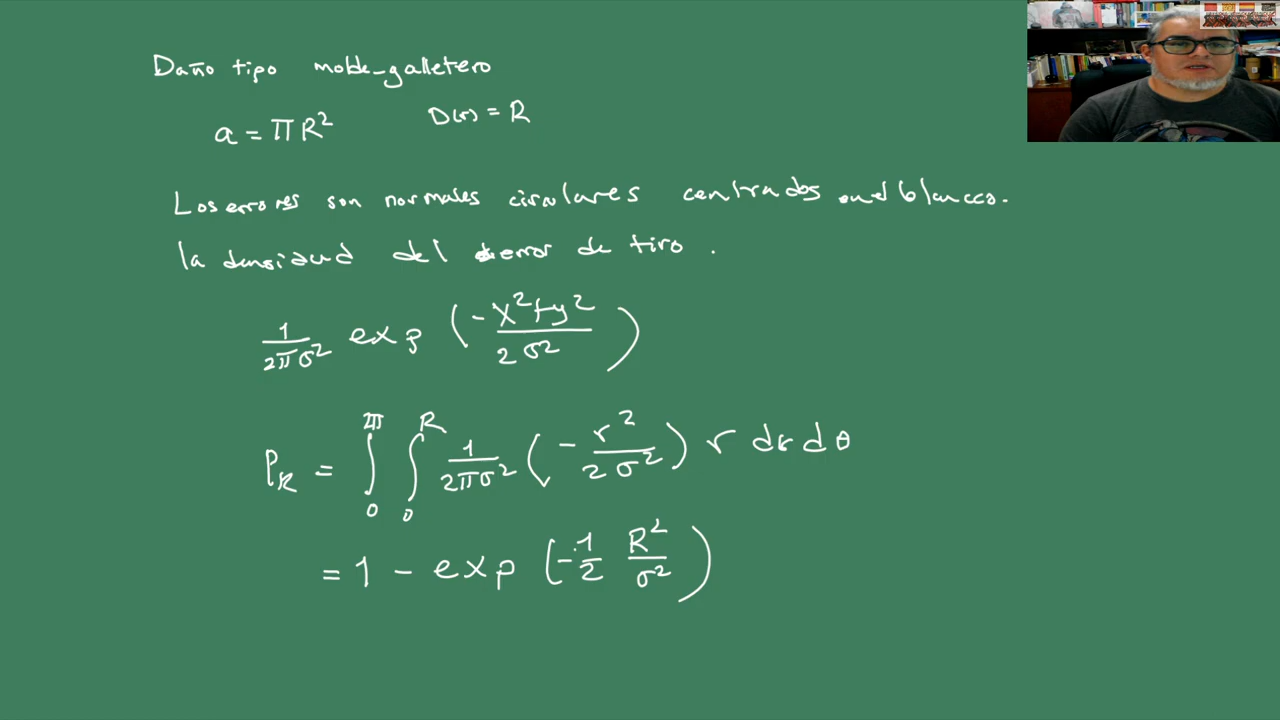 Daño tipo molde-galletero
a = πR² D(r) = R
Los errores son normales circulares centrados en el blanco.
la densidad del error de tiro.
1/(2πσ²) exp (-(x²+y²)/(2σ²))
P_K = ∫₀^{2π} ∫₀^R 1/(2πσ²) (- r²/(2σ²)) r dr dθ
= 1 - exp (-1/2 R²/σ²)